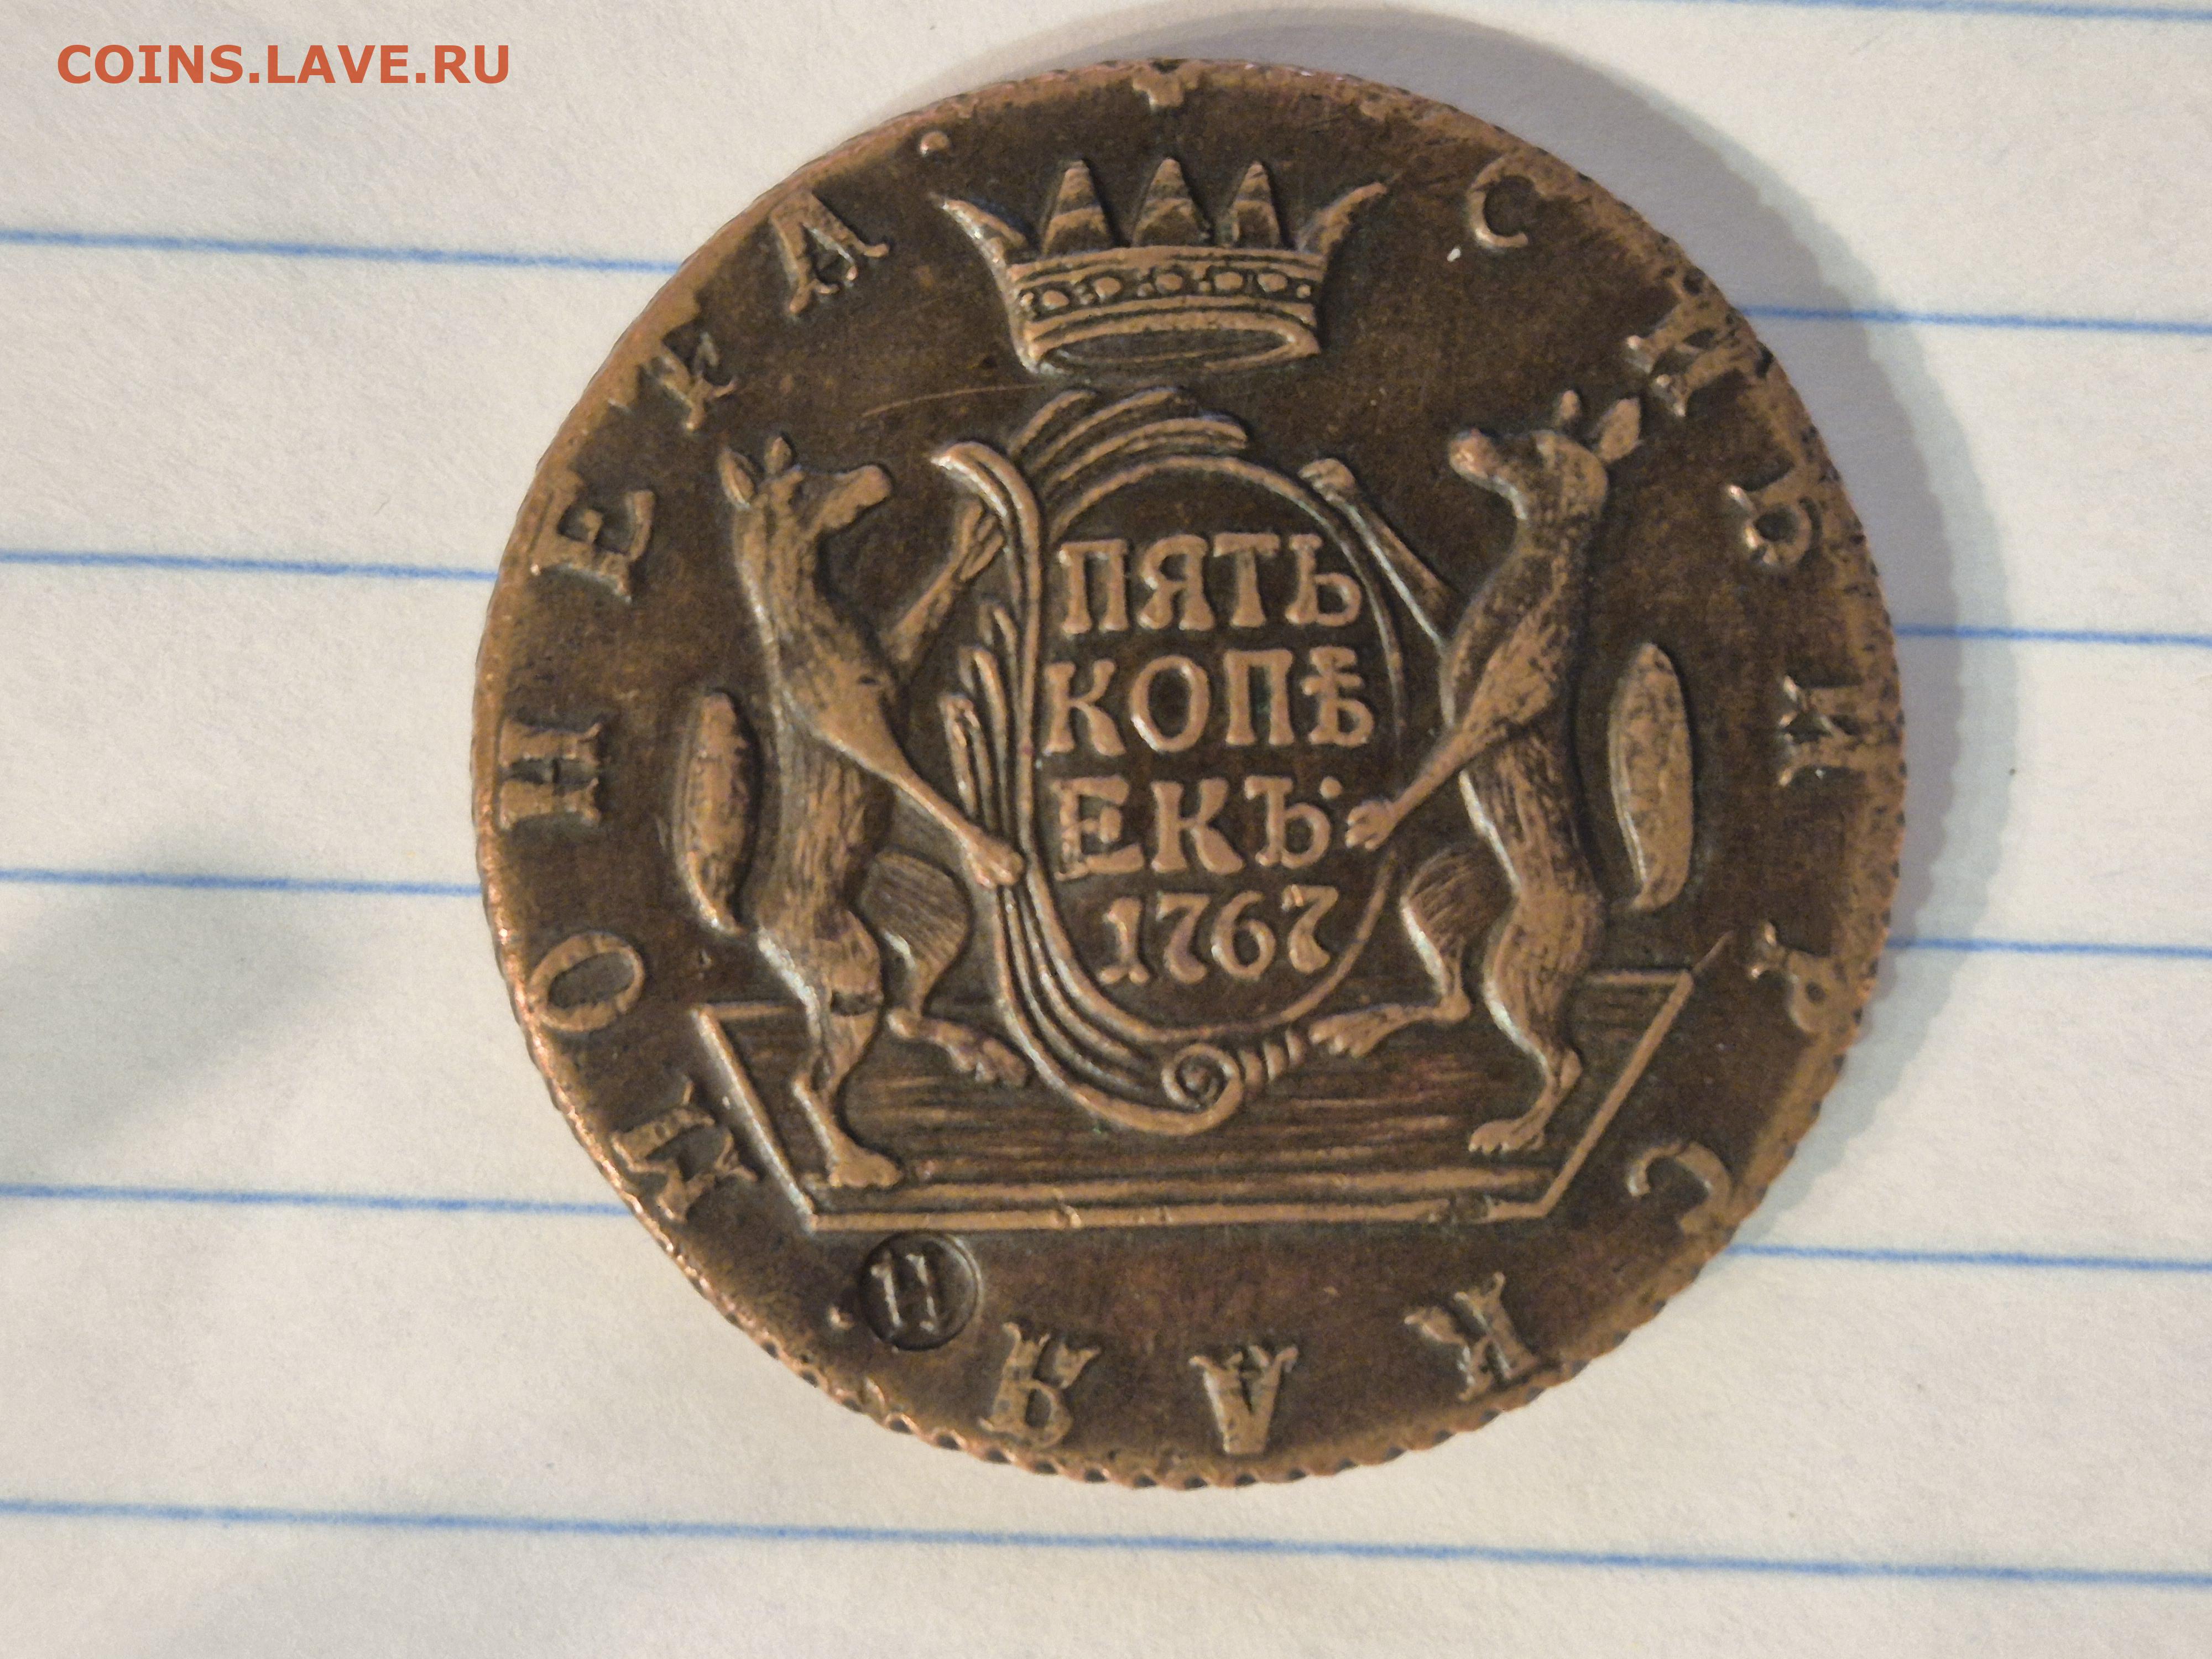 COINS.LAVE.RU
СИБИРСКАЯ · МОНЕТА ·
ПЯТЬ
КОПѢ
ЕКЪ·
1767